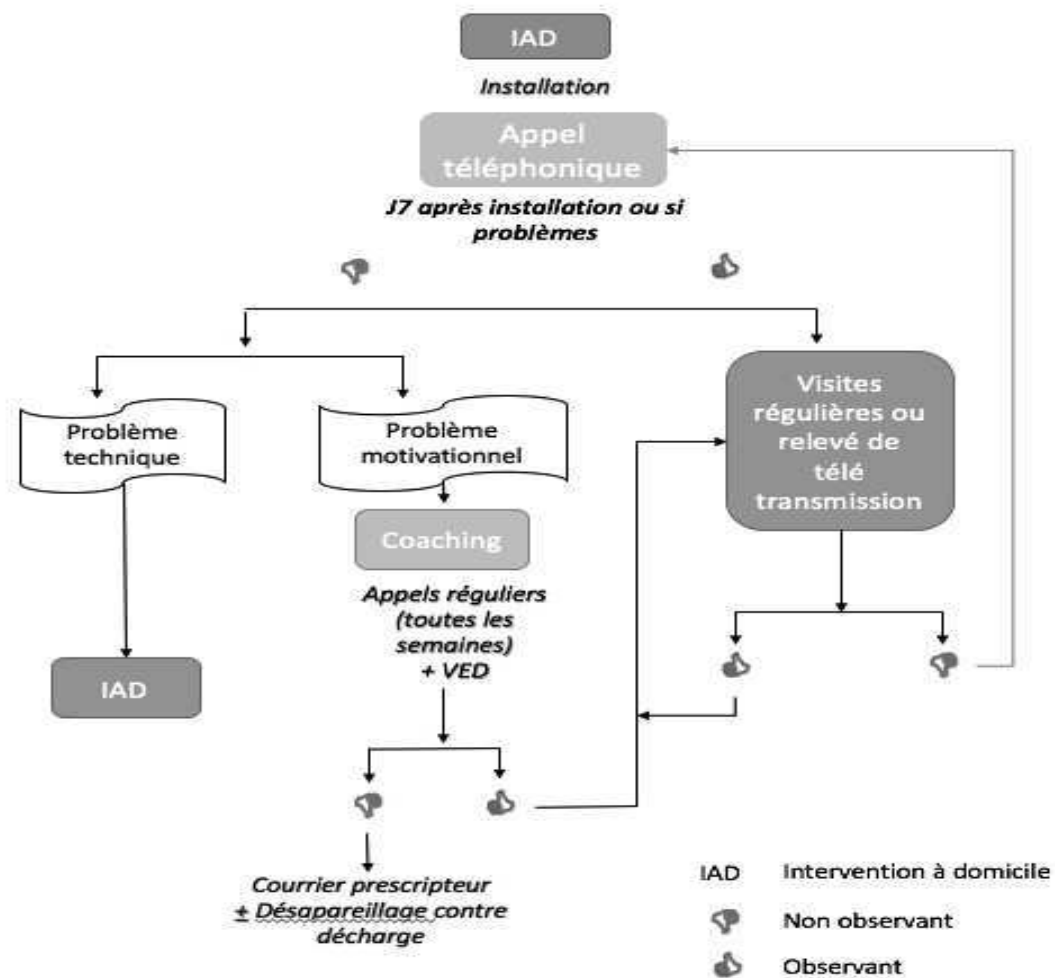 IAD
Installation
Appel
téléphonique
J7 après installation ou si
problèmes
Problème
technique
Problème
motivationnel
Visites
régulières ou
relevé de
télé
transmission
Coaching
Appels réguliers
(toutes les
semaines)
+ VED
IAD
Courrier prescripteur
± Désapareillage contre
décharge
IAD Intervention à domicile
Non observant
Observant